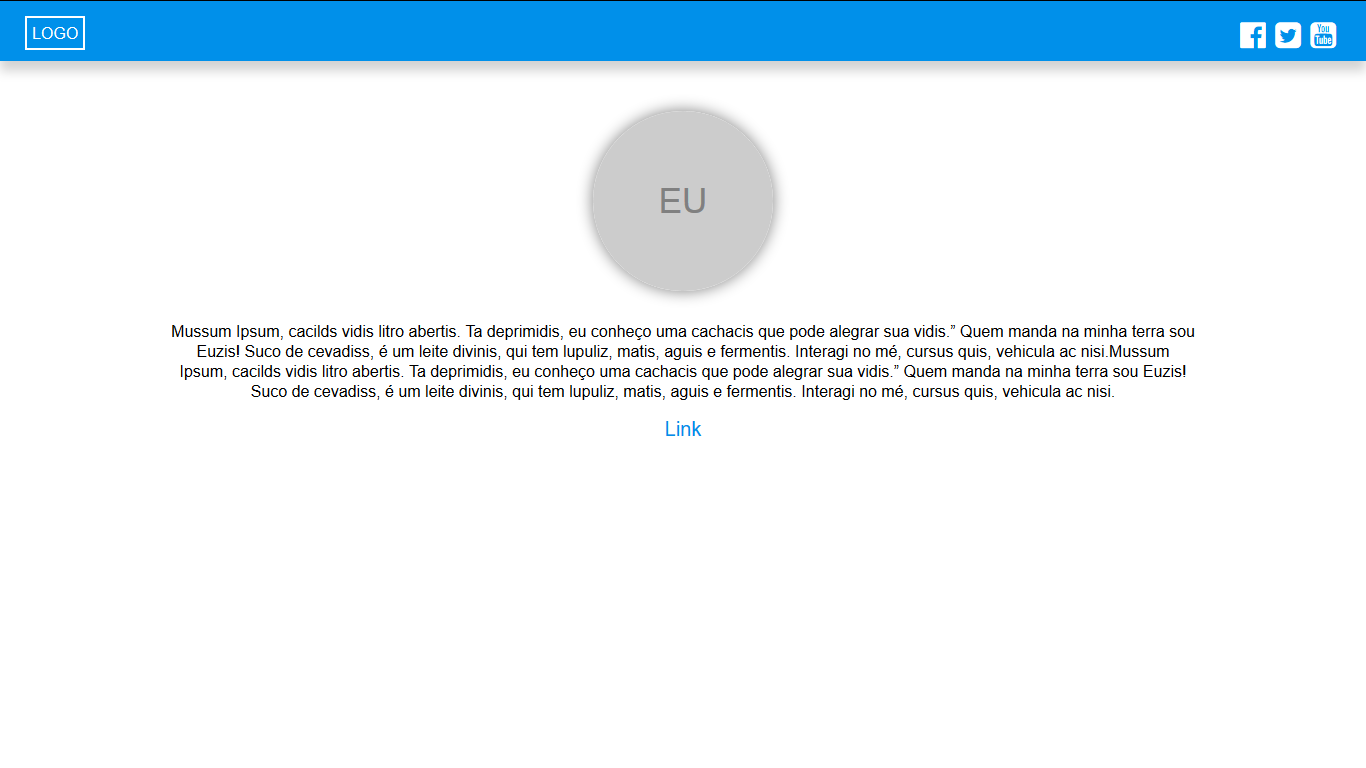 LOGO
You
Tube
EU
Mussum Ipsum, cacilds vidis litro abertis. Ta deprimidis, eu conheço uma cachacis que pode alegrar sua vidis.” Quem manda na minha terra sou
Euzis! Suco de cevadiss, é um leite divinis, qui tem lupuliz, matis, aguis e fermentis. Interagi no mé, cursus quis, vehicula ac nisi.Mussum
Ipsum, cacilds vidis litro abertis. Ta deprimidis, eu conheço uma cachacis que pode alegrar sua vidis.” Quem manda na minha terra sou Euzis!
Suco de cevadiss, é um leite divinis, qui tem lupuliz, matis, aguis e fermentis. Interagi no mé, cursus quis, vehicula ac nisi.
Link